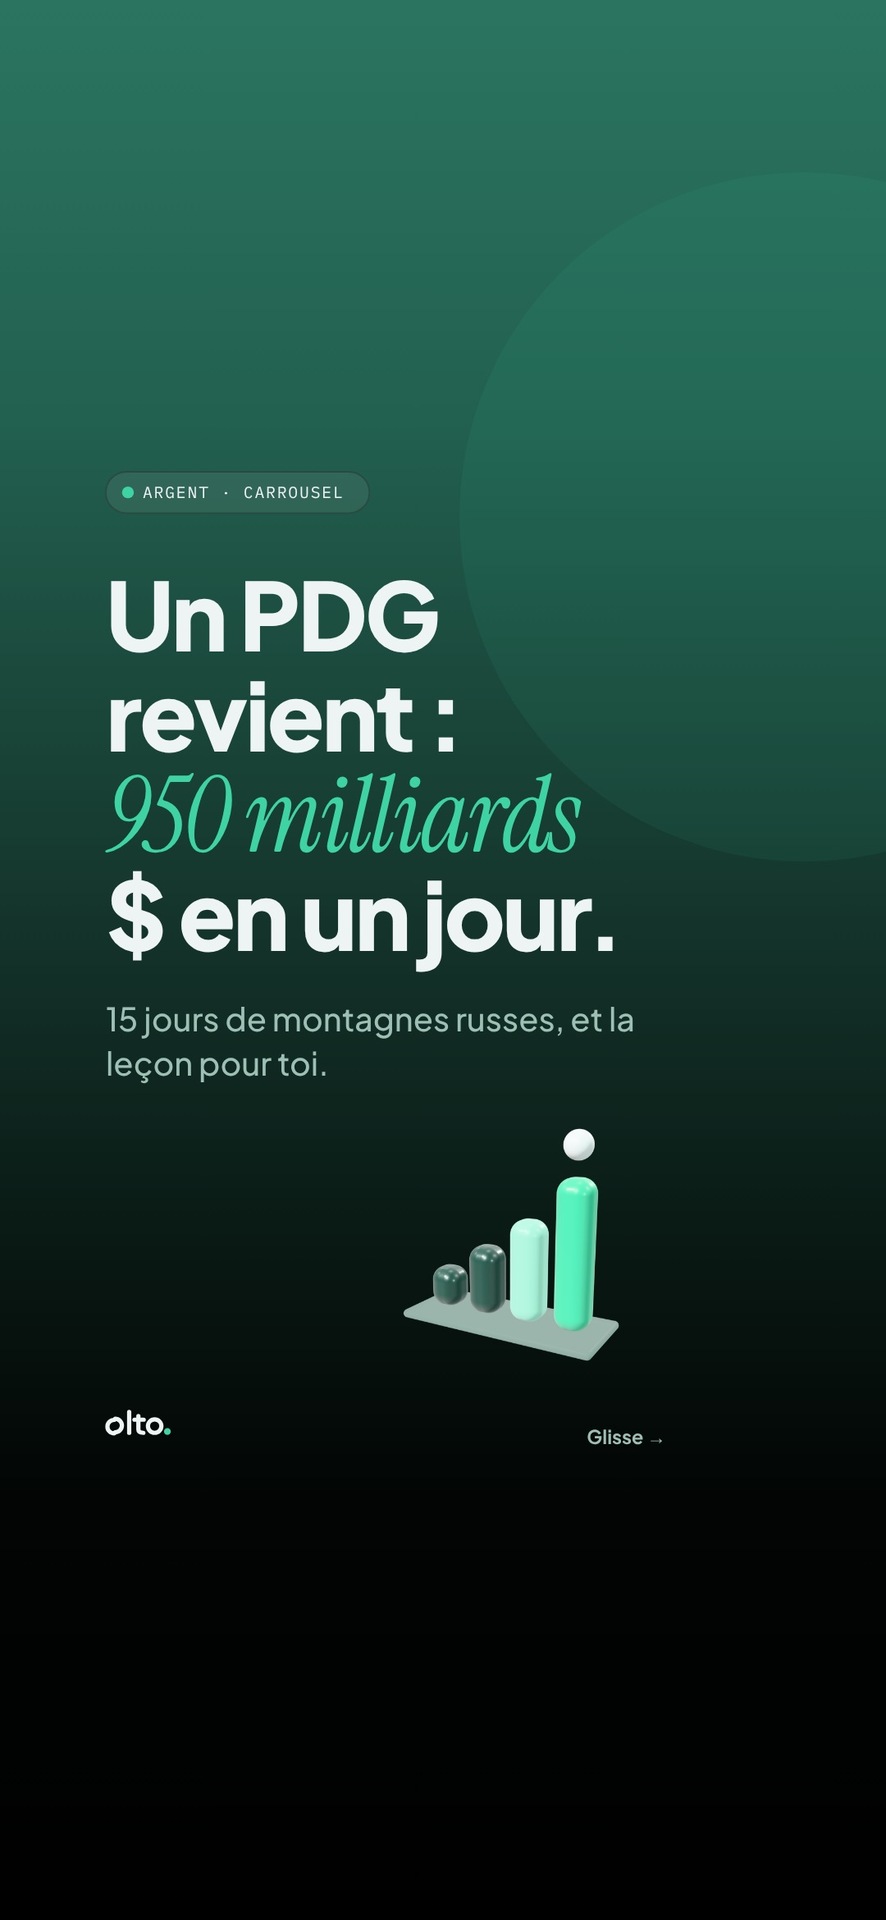 ARGENT · CARROUSEL
Un PDG
revient :
950 milliards
$ en un jour.
15 jours de montagnes russes, et la
leçon pour toi.
olto.
Glisse →